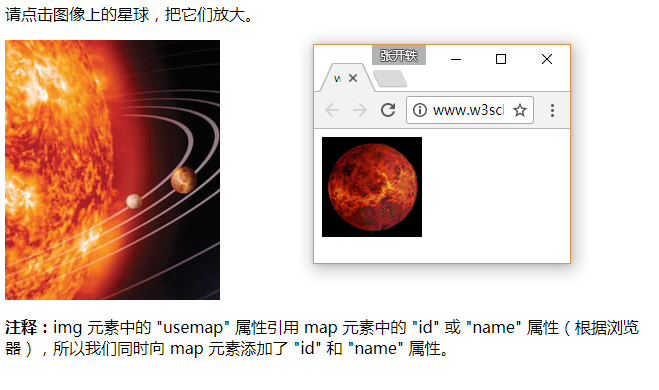 请点击图像上的星球，把它们放大。
张开轶
w
www.w3scl
注释：img 元素中的 "usemap" 属性引用 map 元素中的 "id" 或 "name" 属性（根据浏览
器），所以我们同时向 map 元素添加了 "id" 和 "name" 属性。